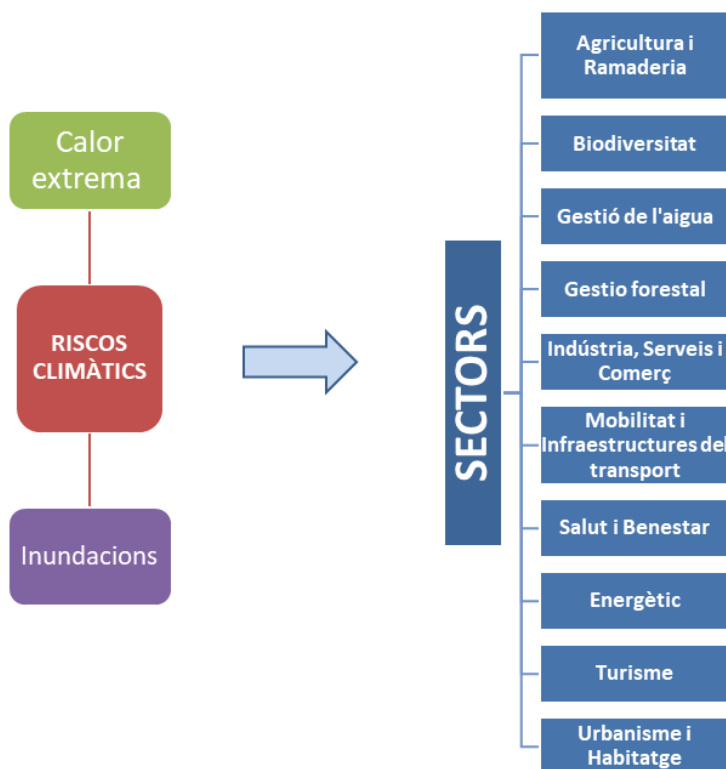 Calor
extrema
RISCOS
CLIMÀTICS
Inundacions
SECTORS
Agricultura i
Ramaderia
Biodiversitat
Gestió de l'aigua
Gestio forestal
Indústria, Serveis i
Comerç
Mobilitat i
Infraestructures del
transport
Salut i Benestar
Energètic
Turisme
Urbanisme i
Habitatge